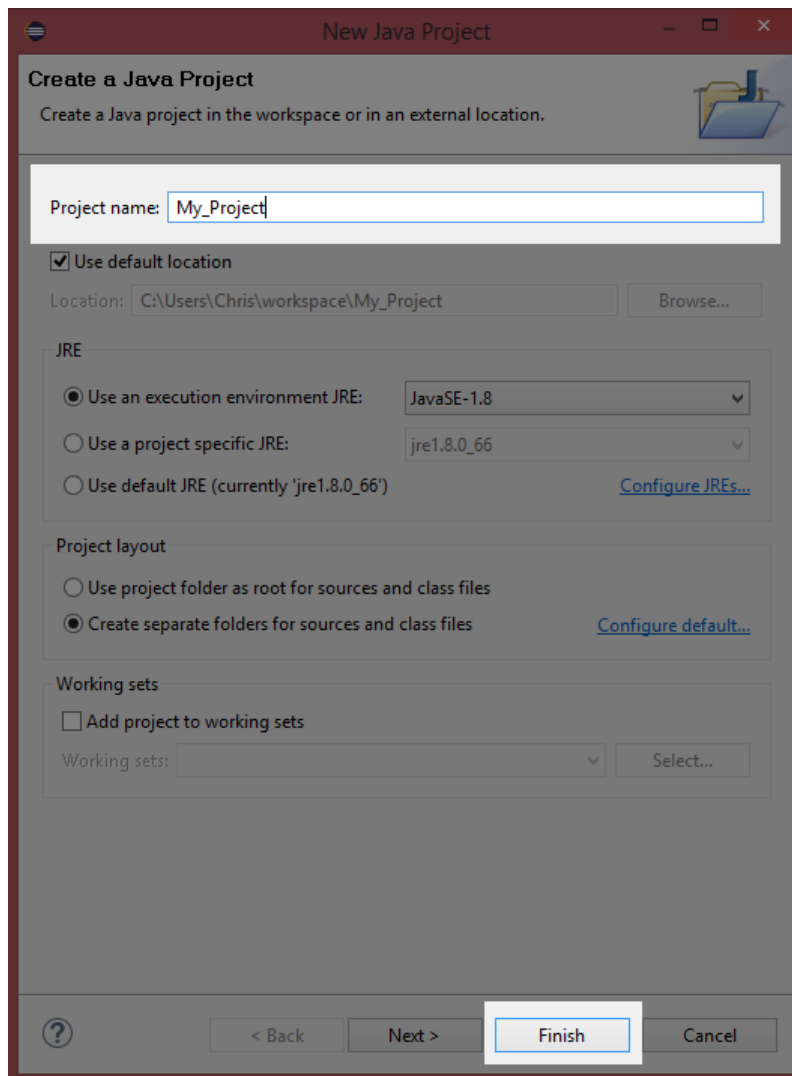 New Java Project
Create a Java Project
Create a Java project in the workspace or in an external location.
Project name: My_Project
Use default location
Location: C:\Users\Chris\workspace\My_Project Browse...
JRE
Use an execution environment JRE: JavaSE-1.8
Use a project specific JRE: jre1.8.0_66
Use default JRE (currently 'jre1.8.0_66') Configure JREs...
Project layout
Use project folder as root for sources and class files
Create separate folders for sources and class files Configure default...
Working sets
Add project to working sets
Working sets: Select...
? < Back Next > Finish Cancel